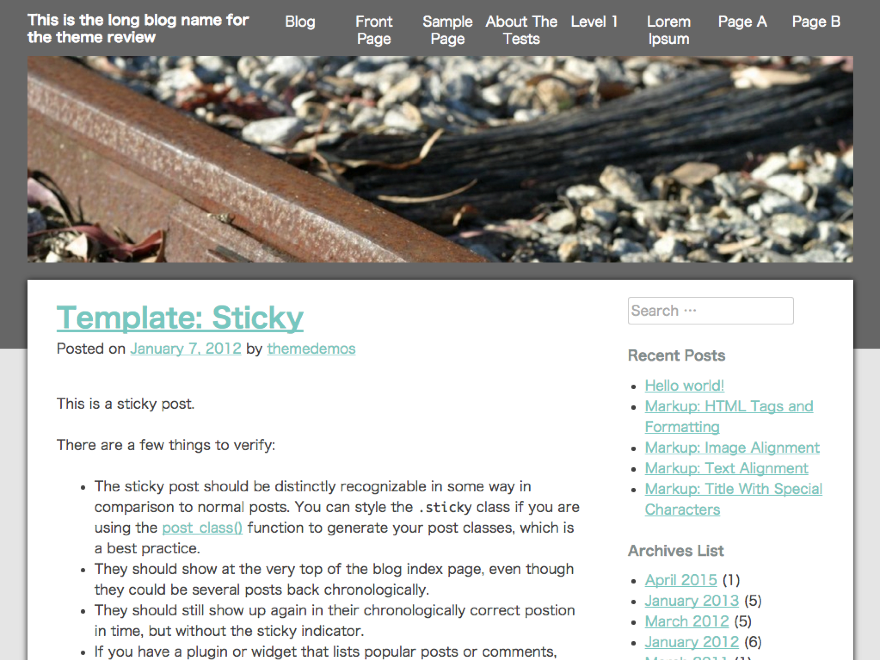 This is the long blog name for
the theme review
Blog
Front
Page
Sample
Page
About The
Tests
Level 1
Lorem
Ipsum
Page A
Page B
Template: Sticky
Posted on January 7, 2012 by themedemos
This is a sticky post.
There are a few things to verify:
• The sticky post should be distinctly recognizable in some way in
comparison to normal posts. You can style the .sticky class if you are
using the post_class() function to generate your post classes, which is
a best practice.
• They should show at the very top of the blog index page, even though
they could be several posts back chronologically.
• They should still show up again in their chronologically correct postion
in time, but without the sticky indicator.
• If you have a plugin or widget that lists popular posts or comments,
Search ···
Recent Posts
• Hello world!
• Markup: HTML Tags and
Formatting
• Markup: Image Alignment
• Markup: Text Alignment
• Markup: Title With Special
Characters
Archives List
• April 2015 (1)
• January 2013 (5)
• March 2012 (5)
• January 2012 (6)